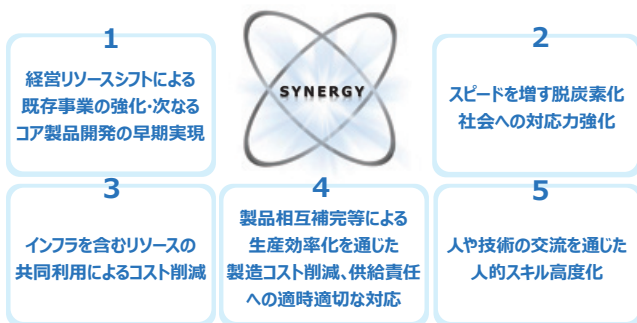 1
経営リソースシフトによる
既存事業の強化・次なる
コア製品開発の早期実現
SYNERGY
2
スピードを増す脱炭素化
社会への対応力強化
3
インフラを含むリソースの
共同利用によるコスト削減
4
製品相互補完等による
生産効率化を通じた
製造コスト削減、供給責任
への適時適切な対応
5
人や技術の交流を通じた
人的スキル高度化